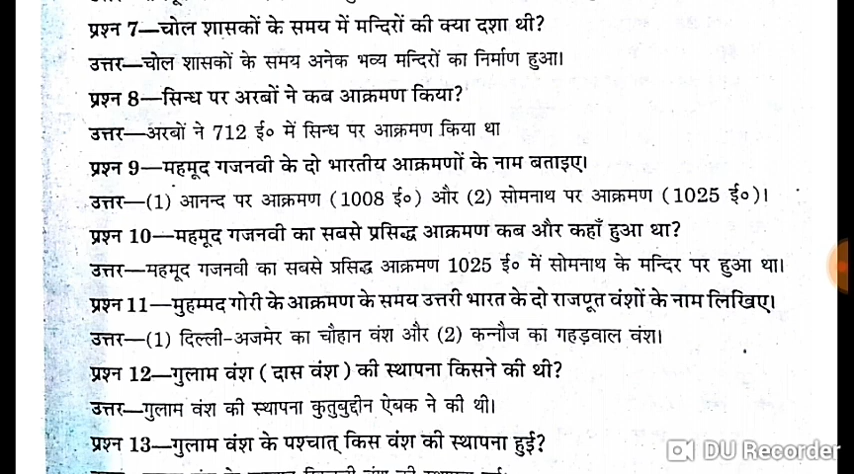 प्रश्न 7—चोल शासकों के समय में मन्दिरों की क्या दशा थी?
उत्तर—चोल शासकों के समय अनेक भव्य मन्दिरों का निर्माण हुआ।
प्रश्न 8—सिन्ध पर अरबों ने कब आक्रमण किया?
उत्तर—अरबों ने 712 ई० में सिन्ध पर आक्रमण किया था
प्रश्न 9—महमूद गजनवी के दो भारतीय आक्रमणों के नाम बताइए।
उत्तर—(1) आनन्द पर आक्रमण (1008 ई०) और (2) सोमनाथ पर आक्रमण (1025 ई०)।
प्रश्न 10—महमूद गजनवी का सबसे प्रसिद्ध आक्रमण कब और कहाँ हुआ था?
उत्तर—महमूद गजनवी का सबसे प्रसिद्ध आक्रमण 1025 ई० में सोमनाथ के मन्दिर पर हुआ था।
प्रश्न 11—मुहम्मद गोरी के आक्रमण के समय उत्तरी भारत के दो राजपूत वंशों के नाम लिखिए।
उत्तर—(1) दिल्ली-अजमेर का चौहान वंश और (2) कन्नौज का गहड़वाल वंश।
प्रश्न 12—गुलाम वंश (दास वंश) की स्थापना किसने की थी?
उत्तर—गुलाम वंश की स्थापना कुतुबुद्दीन ऐबक ने की थी।
प्रश्न 13—गुलाम वंश के पश्चात् किस वंश की स्थापना हुई?
DU Recorder